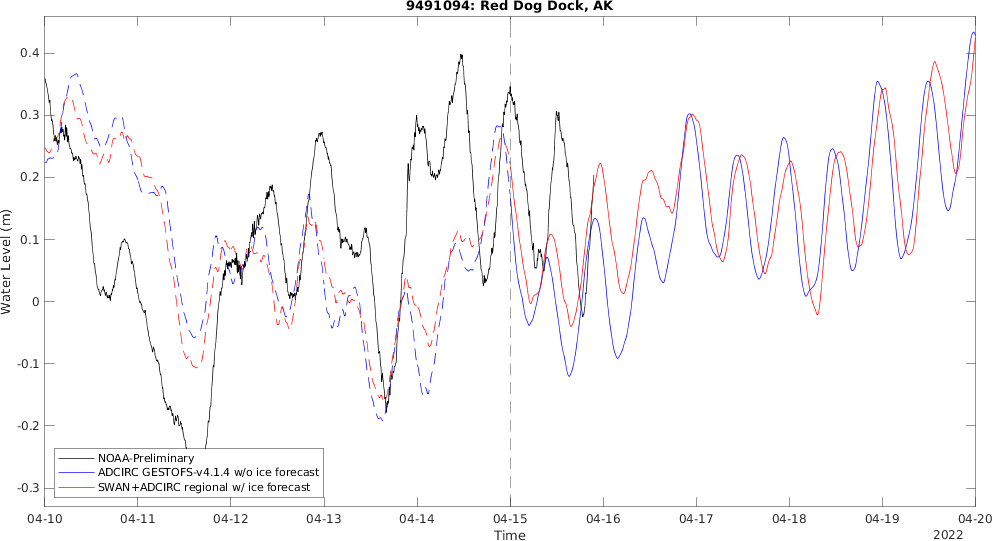 9491094: Red Dog Dock, AK
Water Level (m)
0.4
0.3
0.2
0.1
0
-0.1
-0.2
-0.3
NOAA-Preliminary
ADCIRC GESTOFS-v4.1.4 w/o ice forecast
SWAN+ADCIRC regional w/ ice forecast
04-10 04-11 04-12 04-13 04-14 04-15 04-16 04-17 04-18 04-19 04-20
Time
2022